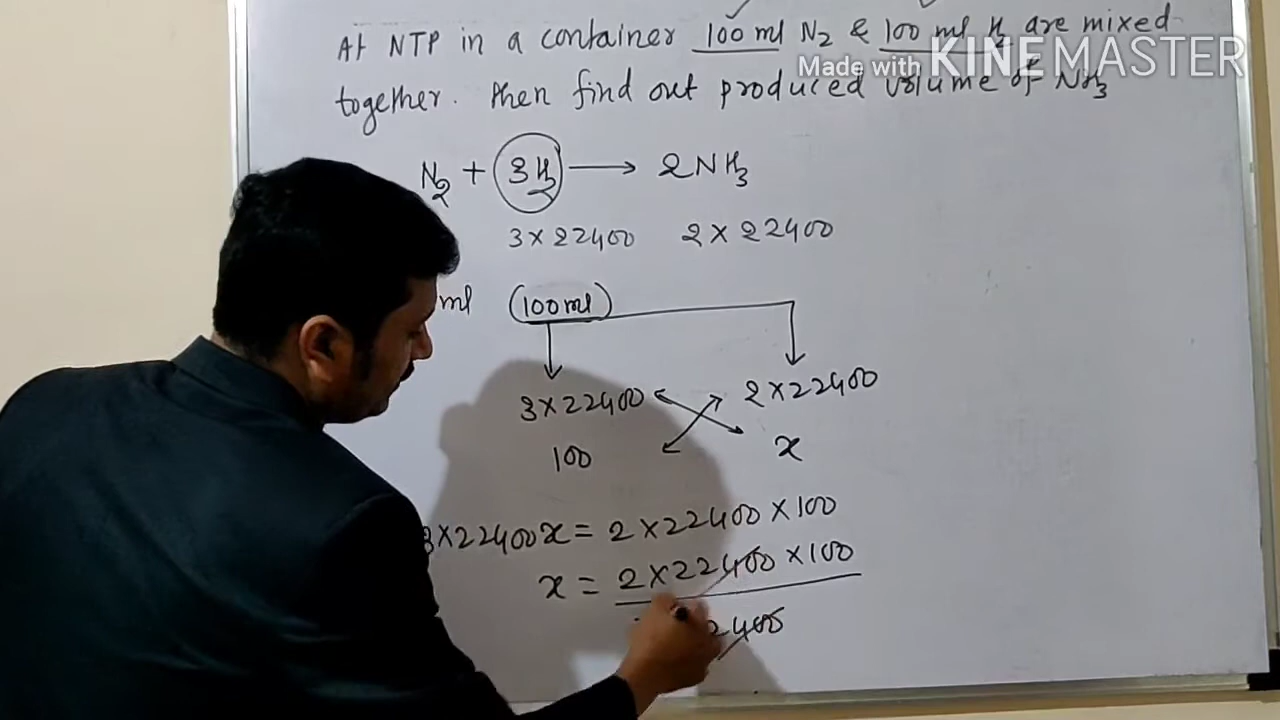 At NTP in a container 100 ml N2 & 100 ml H2 are mixed
Made with KINEMASTER
together. Then find out produced volume of NH3
N2 + 3H2 → 2NH3
3 × 22400 2 × 22400
ml (100ml)
3×22400 2×22400
100 x
3×22400x = 2×22400×100
x = 2×22400×100
2400